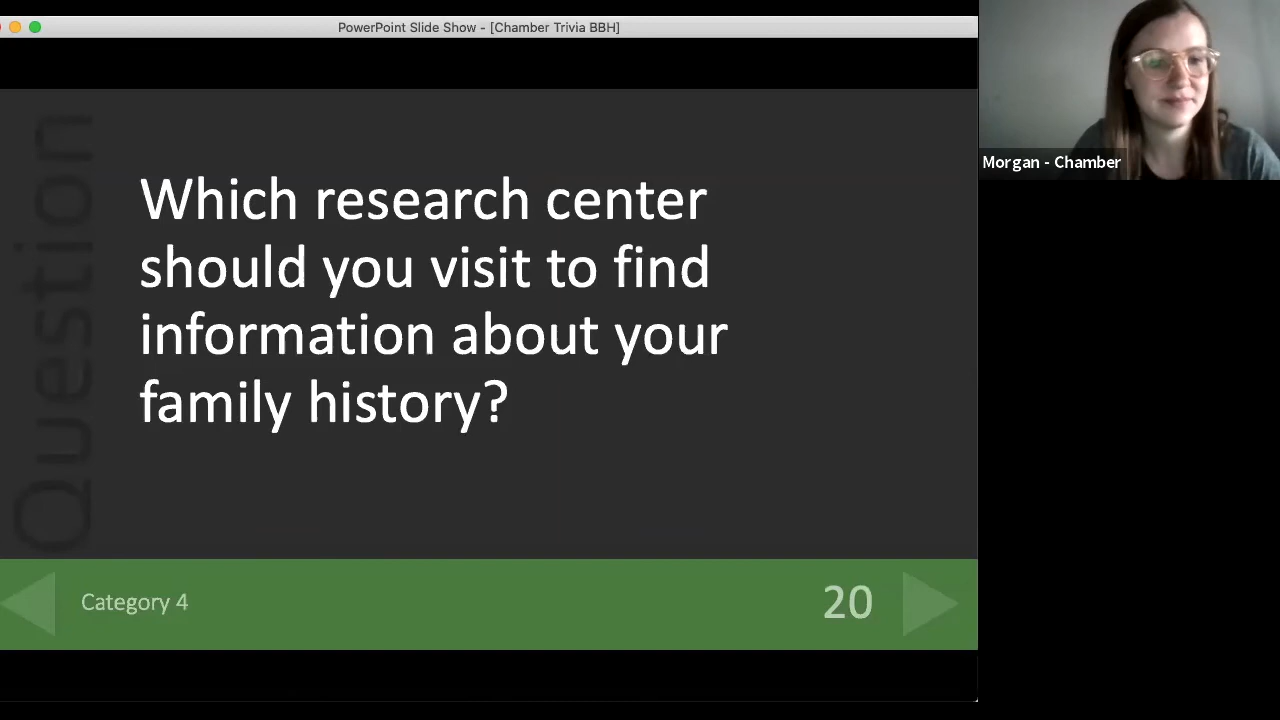 PowerPoint Slide Show - [Chamber Trivia BBH]
Question
Which research center
should you visit to find
information about your
family history?
Category 4
20
Morgan - Chamber